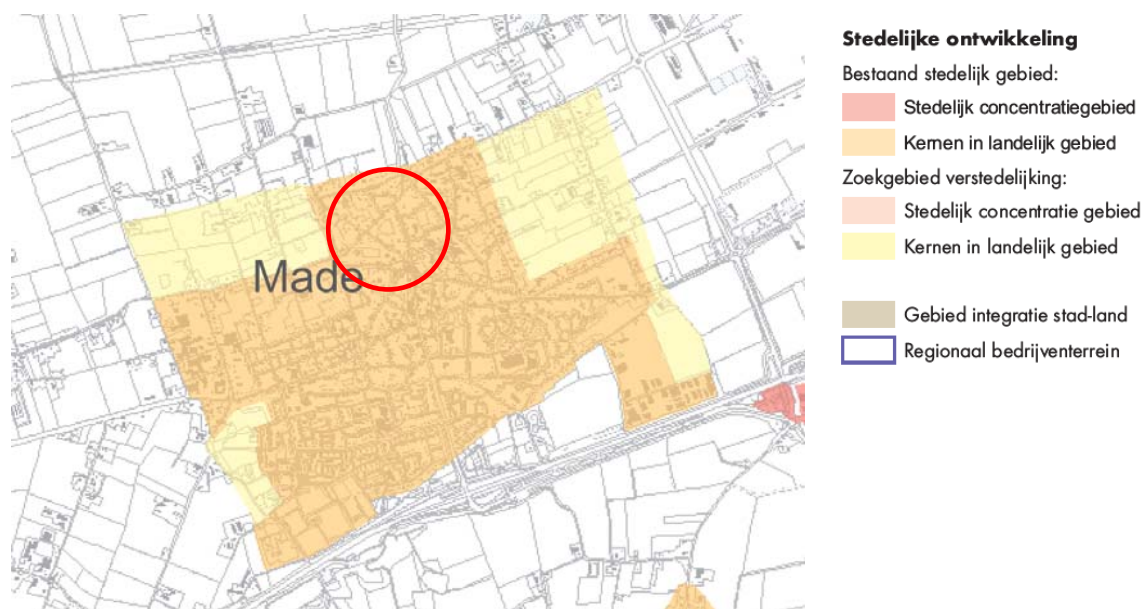 Made
Stedelijke ontwikkeling
Bestaand stedelijk gebied:
Stedelijk concentratiegebied
Kernen in landelijk gebied
Zoekgebied verstedelijking:
Stedelijk concentratie gebied
Kernen in landelijk gebied
Gebied integratie stad-land
Regionaal bedrijventerrein